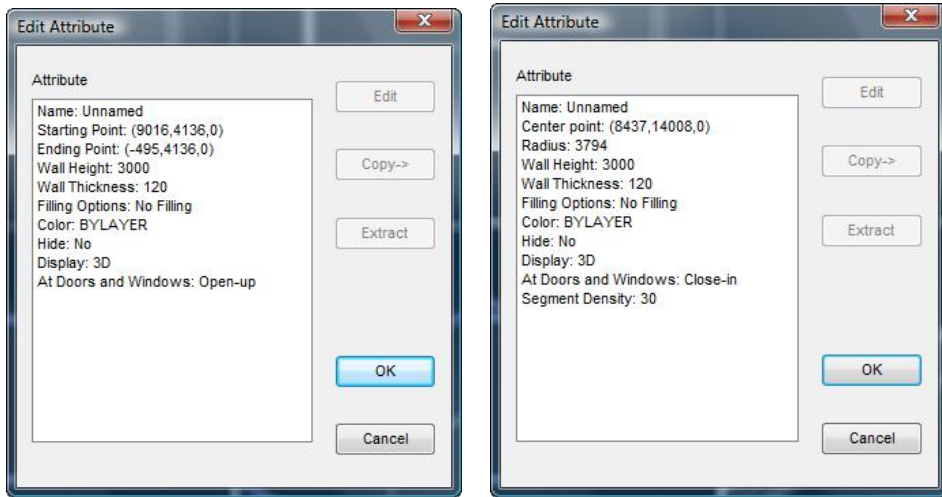 Edit Attribute
Attribute
Name: Unnamed
Starting Point: (9016,4136,0)
Ending Point: (-495,4136,0)
Wall Height: 3000
Wall Thickness: 120
Filling Options: No Filling
Color: BYLAYER
Hide: No
Display: 3D
At Doors and Windows: Open-up
Edit
Copy->
Extract
OK
Cancel
Edit Attribute
Attribute
Name: Unnamed
Center point: (8437,14008,0)
Radius: 3794
Wall Height: 3000
Wall Thickness: 120
Filling Options: No Filling
Color: BYLAYER
Hide: No
Display: 3D
At Doors and Windows: Close-in
Segment Density: 30
Edit
Copy->
Extract
OK
Cancel